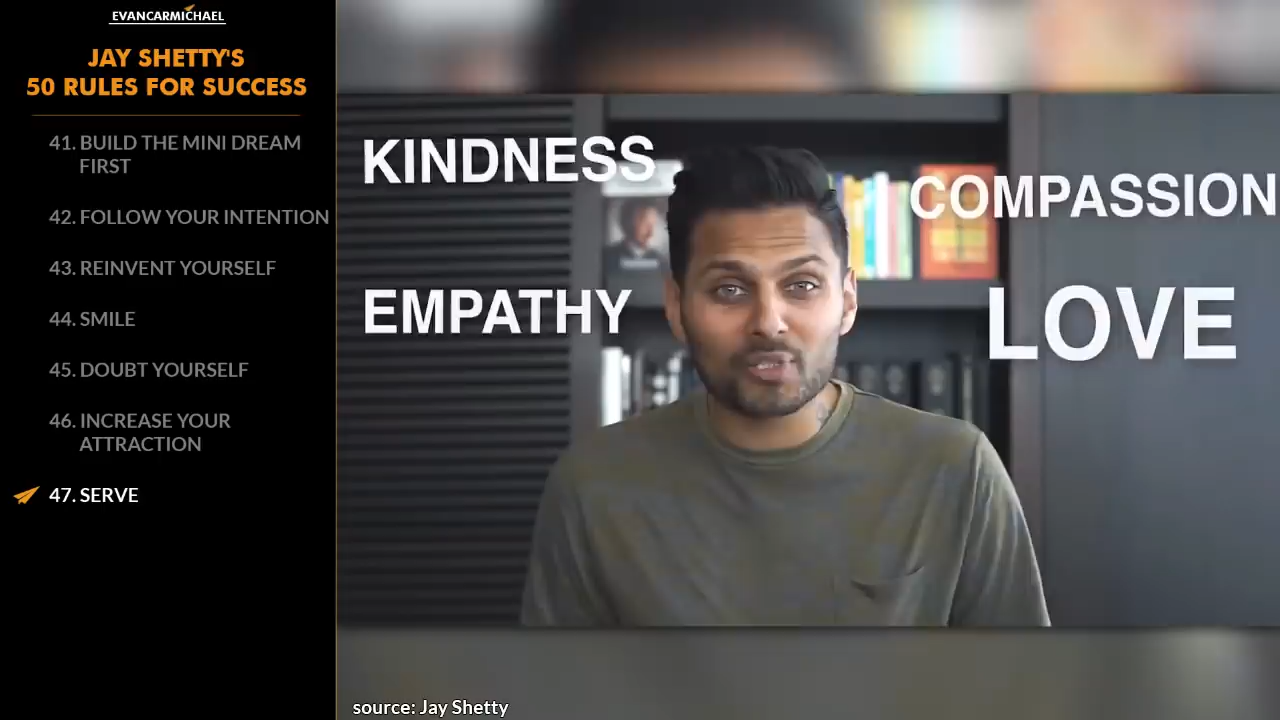 EVANCARMICHAEL
JAY SHETTY'S
50 RULES FOR SUCCESS
41. BUILD THE MINI DREAM
FIRST
42. FOLLOW YOUR INTENTION
43. REINVENT YOURSELF
44. SMILE
45. DOUBT YOURSELF
46. INCREASE YOUR
ATTRACTION
47. SERVE
KINDNESS
COMPASSION
EMPATHY
LOVE
source: Jay Shetty